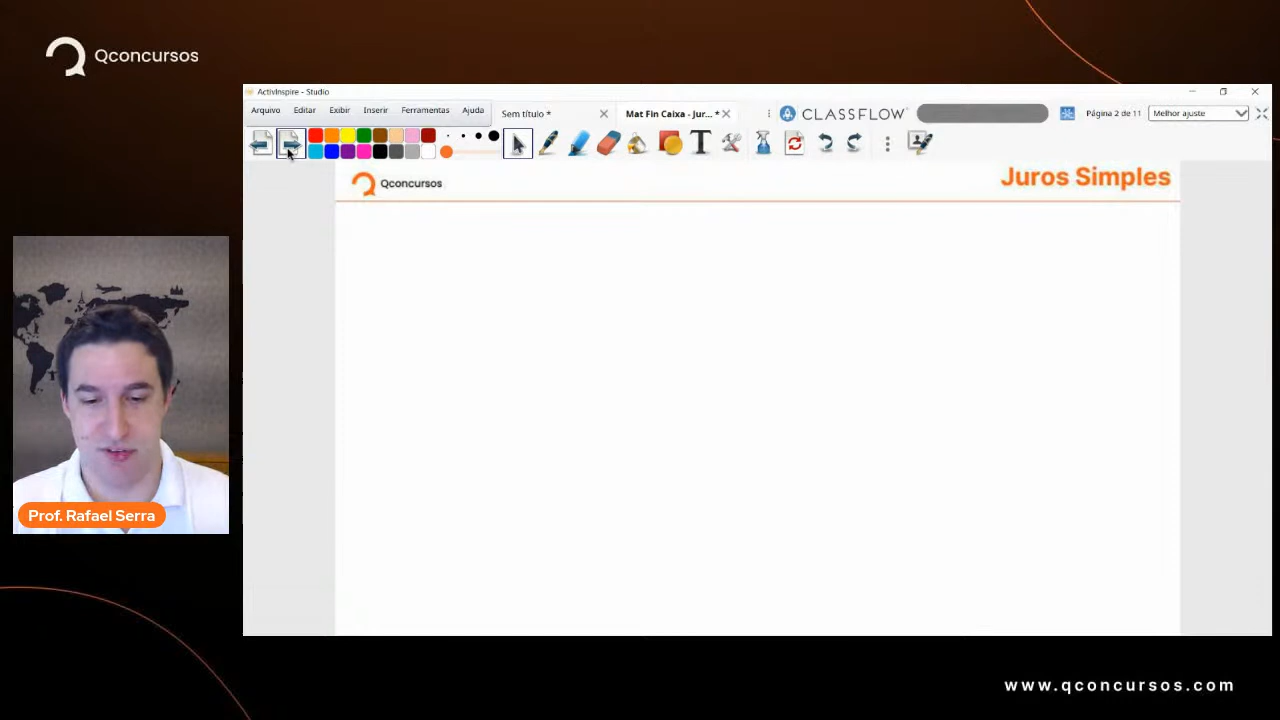 Qconcursos
ActivInspire - Studio
Arquivo Editar Exibir Inserir Ferramentas Ajuda
Sem título *
Mat Fin Caixa - Jur... *
CLASSFLOW
Página 2 de 11
Melhor ajuste
T
Qconcursos
Juros Simples
Prof. Rafael Serra
www.qconcursos.com